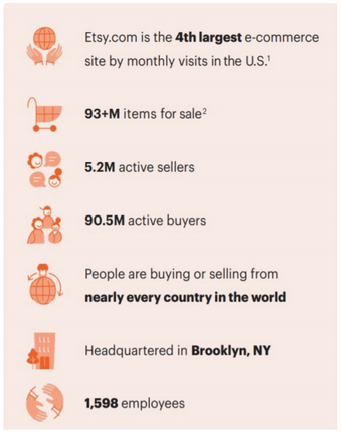 Etsy.com is the 4th largest e-commerce
site by monthly visits in the U.S.¹
93+M items for sale²
5.2M active sellers
90.5M active buyers
People are buying or selling from
nearly every country in the world
Headquartered in Brooklyn, NY
1,598 employees